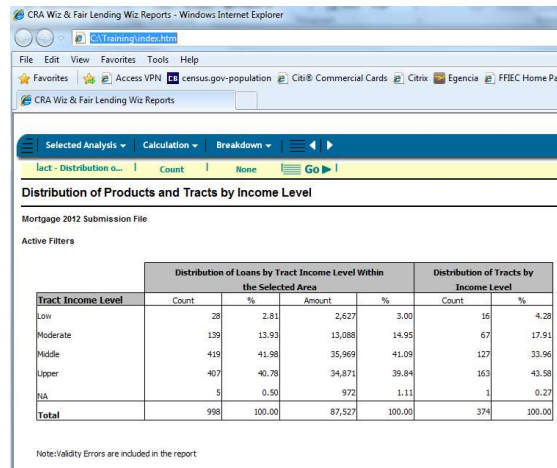 CRA Wiz & Fair Lending Wiz Reports - Windows Internet Explorer
C:\Training\index.htm
File Edit View Favorites Tools Help
Favorites Access VPN CB census.gov-population Citi® Commercial Cards Citrix Egencia FFIEC Home Pa
CRA Wiz & Fair Lending Wiz Reports
Selected Analysis Calculation Breakdown
lact - Distribution o... Count None Go
Distribution of Products and Tracts by Income Level
Mortgage 2012 Submission File
Active Filters
Distribution of Loans by Tract Income Level Within the Selected Area Distribution of Tracts by Income Level
Tract Income Level Count % Amount % Count %
Low 28 2.81 2,627 3.00 16 4.28
Moderate 139 13.93 13,088 14.95 67 17.91
Middle 419 41.98 35,969 41.09 127 33.96
Upper 407 40.78 34,871 39.84 163 43.58
NA 5 0.50 972 1.11 1 0.27
Total 998 100.00 87,527 100.00 374 100.00
Note:Validity Errors are included in the report